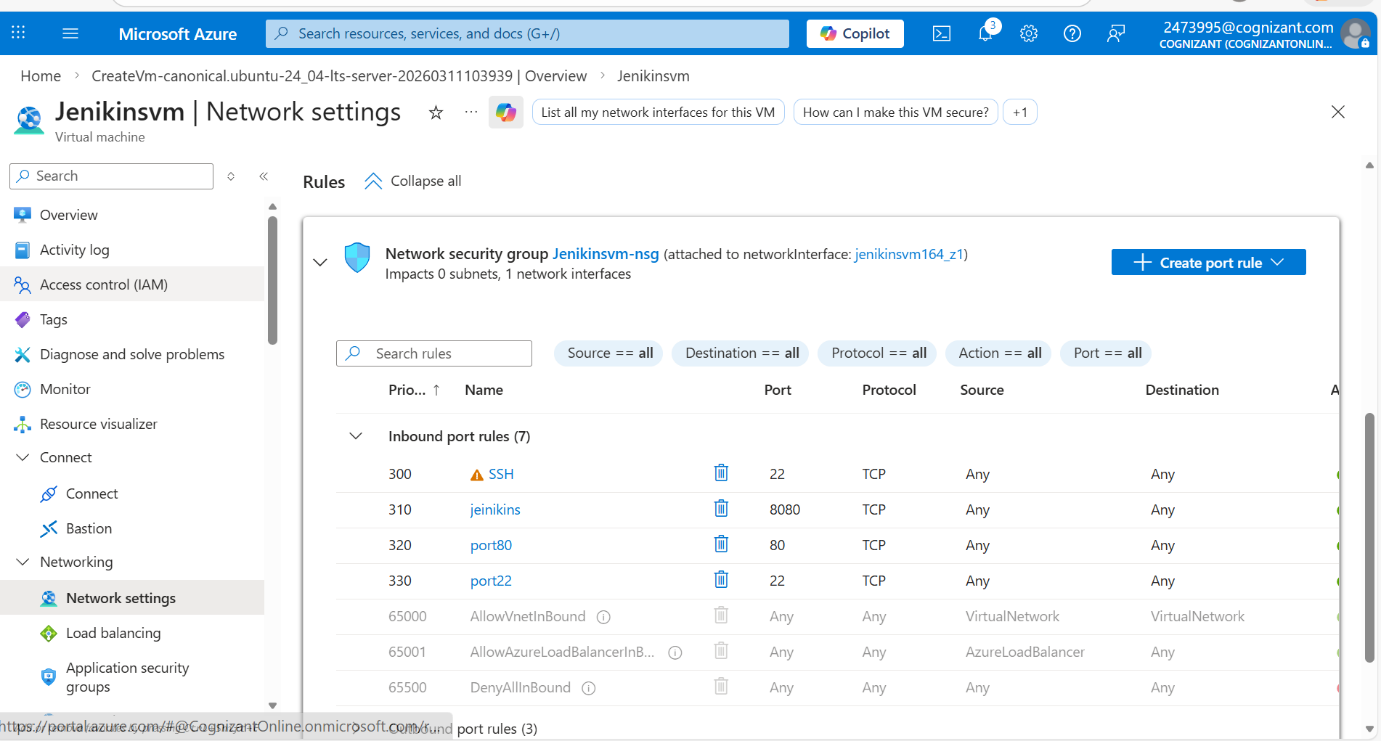 Microsoft Azure
Search resources, services, and docs (G+/)
Copilot
3
2473995@cognizant.com
COGNIZANT (COGNIZANTONLIN...
Home > CreateVm-canonical.ubuntu-24_04-lts-server-20260311103939 | Overview > Jenikinsvm
Jenikinsvm | Network settings
Virtual machine
List all my network interfaces for this VM
How can I make this VM secure?
+1
Search
Overview
Activity log
Access control (IAM)
Tags
Diagnose and solve problems
Monitor
Resource visualizer
Connect
Connect
Bastion
Networking
Network settings
Load balancing
Application security
groups
https://portal.azure.com/#@CognizantOnline.onmicrosoft.com/r...
Rules
Collapse all
Network security group Jenikinsvm-nsg (attached to networkInterface: jenikinsvm164_z1)
Impacts 0 subnets, 1 network interfaces
Create port rule
Search rules
Source == all
Destination == all
Protocol == all
Action == all
Port == all
Prio... ↑ Name Port Protocol Source Destination A
Inbound port rules (7)
300 SSH 22 TCP Any Any
310 jeinikins 8080 TCP Any Any
320 port80 80 TCP Any Any
330 port22 22 TCP Any Any
65000 AllowVnetInBound Any Any VirtualNetwork VirtualNetwork
65001 AllowAzureLoadBalancerInB... Any Any AzureLoadBalancer Any
65500 DenyAllInBound Any Any Any Any
Outbound port rules (3)